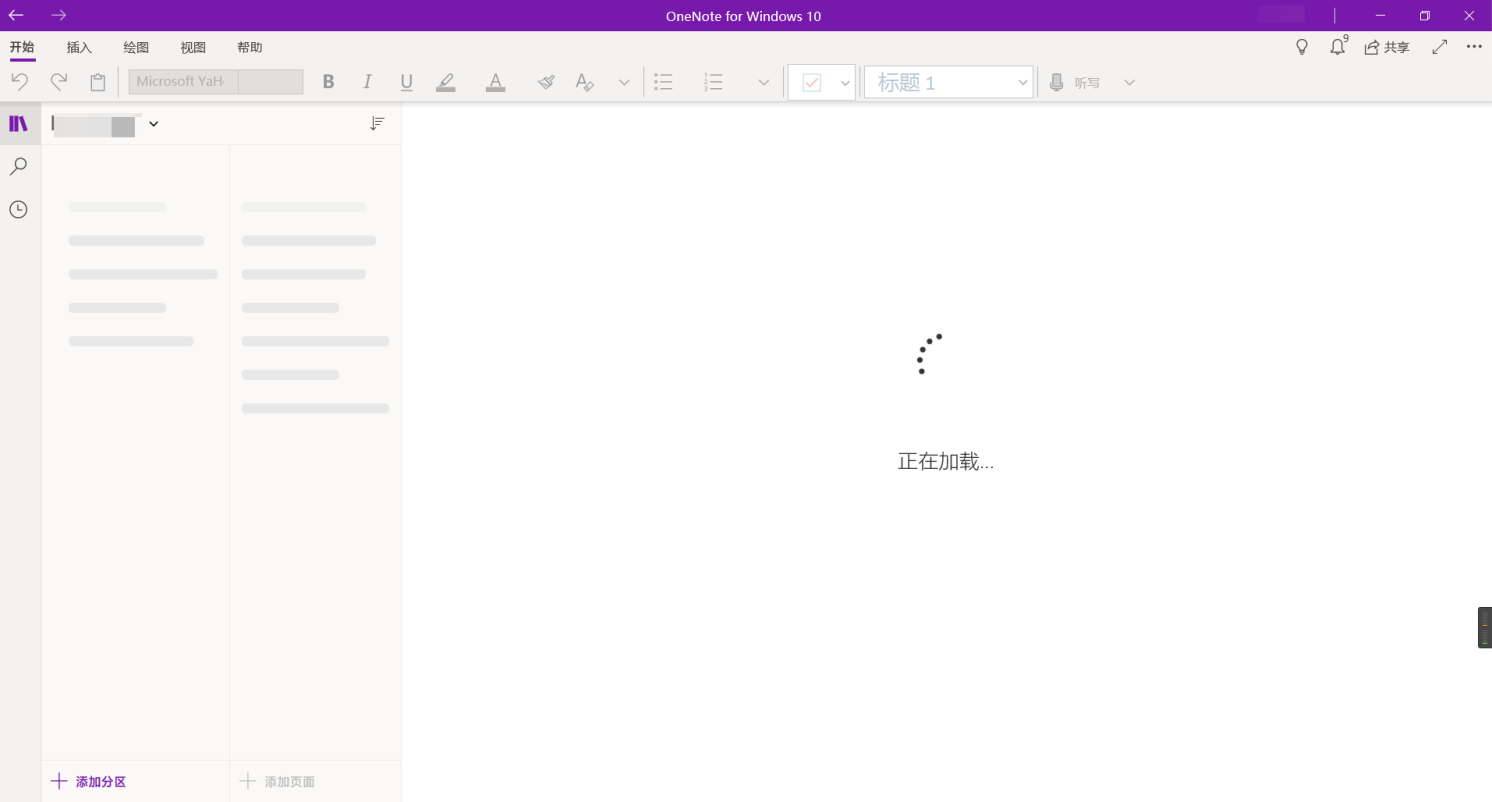 OneNote for Windows 10
开始 插入 绘图 视图 帮助 9 共享
Microsoft YaH B I U A A 标题 1 听写
正在加载...
添加分区 添加页面